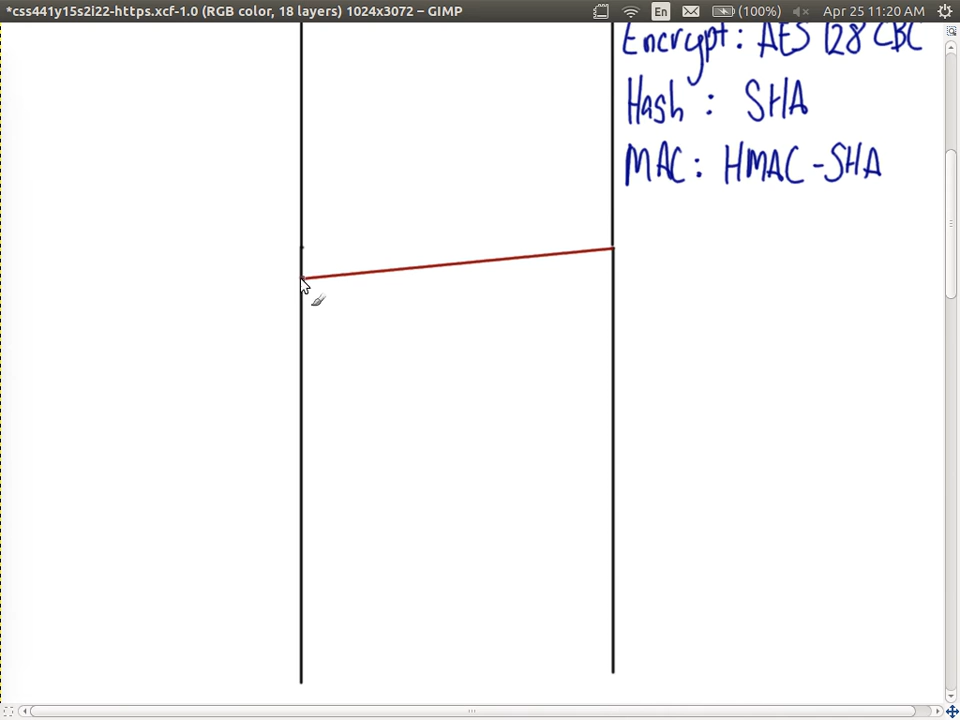 *css441y15s2i22-https.xcf-1.0 (RGB color, 18 layers) 1024x3072 – GIMP
En
(100%)
Apr 25 11:20 AM
Encrypt: AES 128 CBC
Hash : SHA
MAC: HMAC-SHA